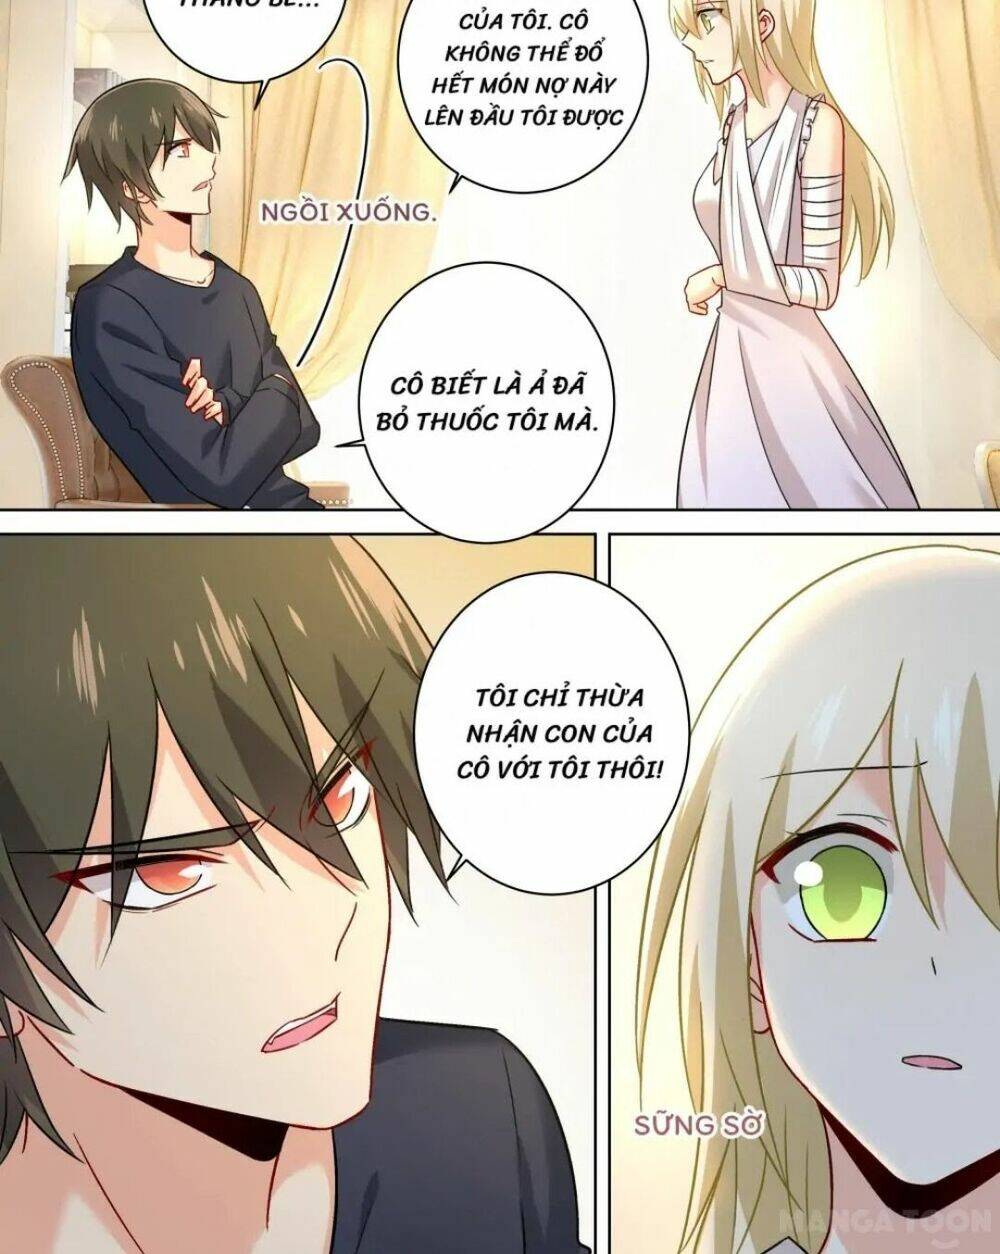 THẰNG BÉ...
CỦA TÔI. CÔ
KHÔNG THỂ ĐỔ
HẾT MÓN NỢ NÀY
LÊN ĐẦU TÔI ĐƯỢC
NGỒI XUỐNG.
CÔ BIẾT LÀ Ả ĐÃ
BỎ THUỐC TÔI MÀ.
TÔI CHỈ THỪA
NHẬN CON CỦA
CÔ VỚI TÔI THÔI!
SỮNG SỜ
MANGA TOON